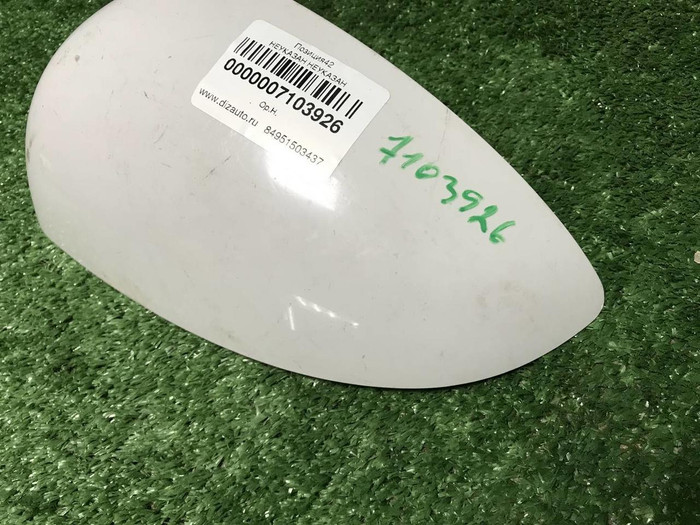 Позиция42
НЕУКАЗАН НЕУКАЗАН
0000007103926
Ор.Н.
www.dizauto.ru 84951503437
7103926